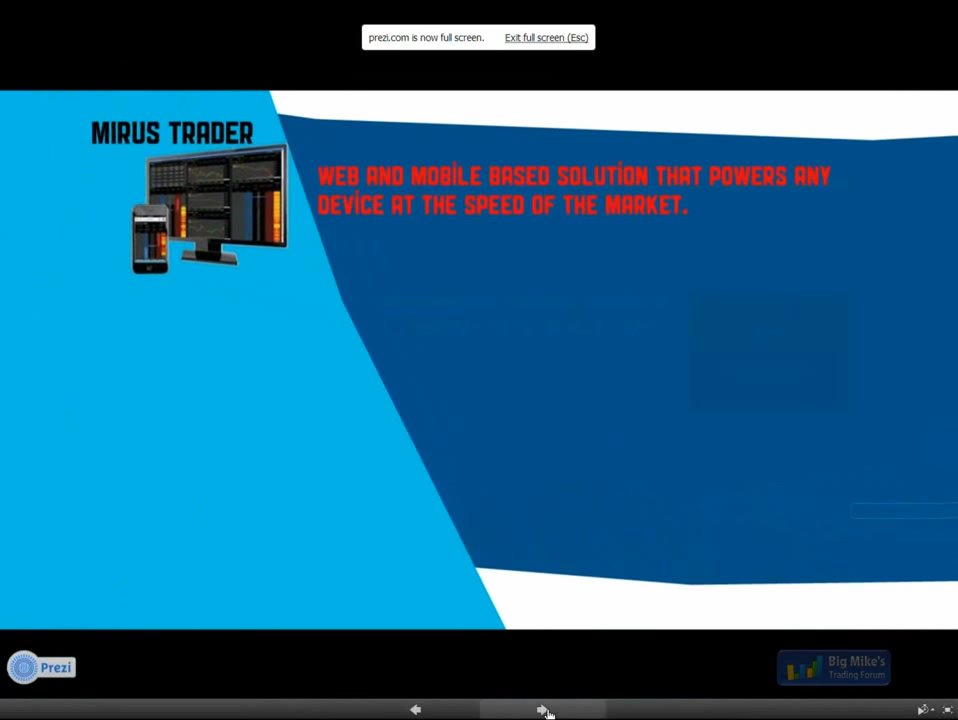 prezi.com is now full screen. Exit full screen (Esc)
MIRUS TRADER
WEB AND MOBİLE BASED SOLUTİON THAT POWERS ANY
DEVİCE AT THE SPEED OF THE MARKET.
Prezi
Big Mike's
Trading Forum